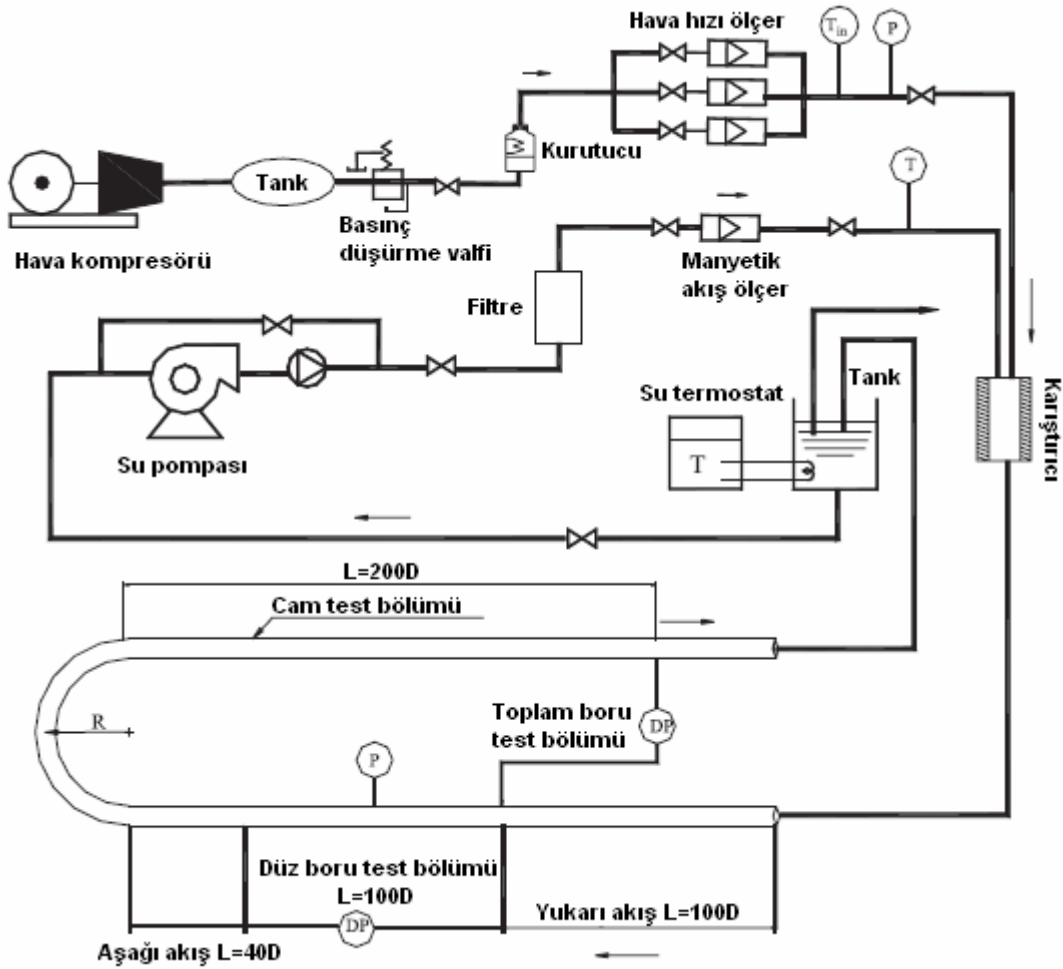 Hava hızı ölçer
Tin
P
Kurutucu
Tank
Basınç
düşürme valfi
Hava kompresörü
T
Manyetik
akış ölçer
Filtre
Su pompası
Su termostat
Tank
T
Karıştırıcı
L=200D
Cam test bölümü
R
Toplam boru
test bölümü
DP
P
Düz boru test bölümü
L=100D
DP
Yukarı akış L=100D
Aşağı akış L=40D